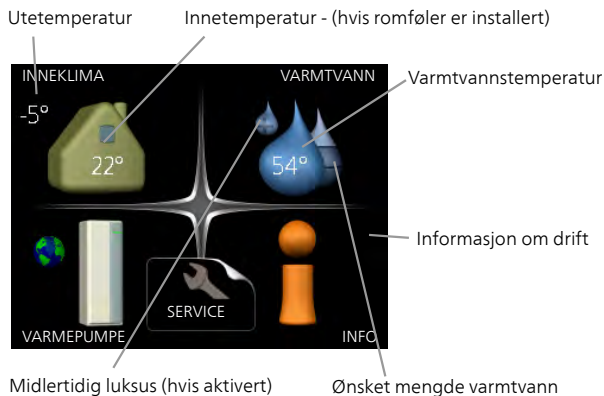 Utetemperatur
Innetemperatur - (hvis romføler er installert)
INNEKLIMA
VARMTVANN
Varmtvannstemperatur
-5°
22°
54°
Informasjon om drift
SERVICE
VARMEPUMPE
INFO
Midlertidig luksus (hvis aktivert)
Ønsket mengde varmtvann